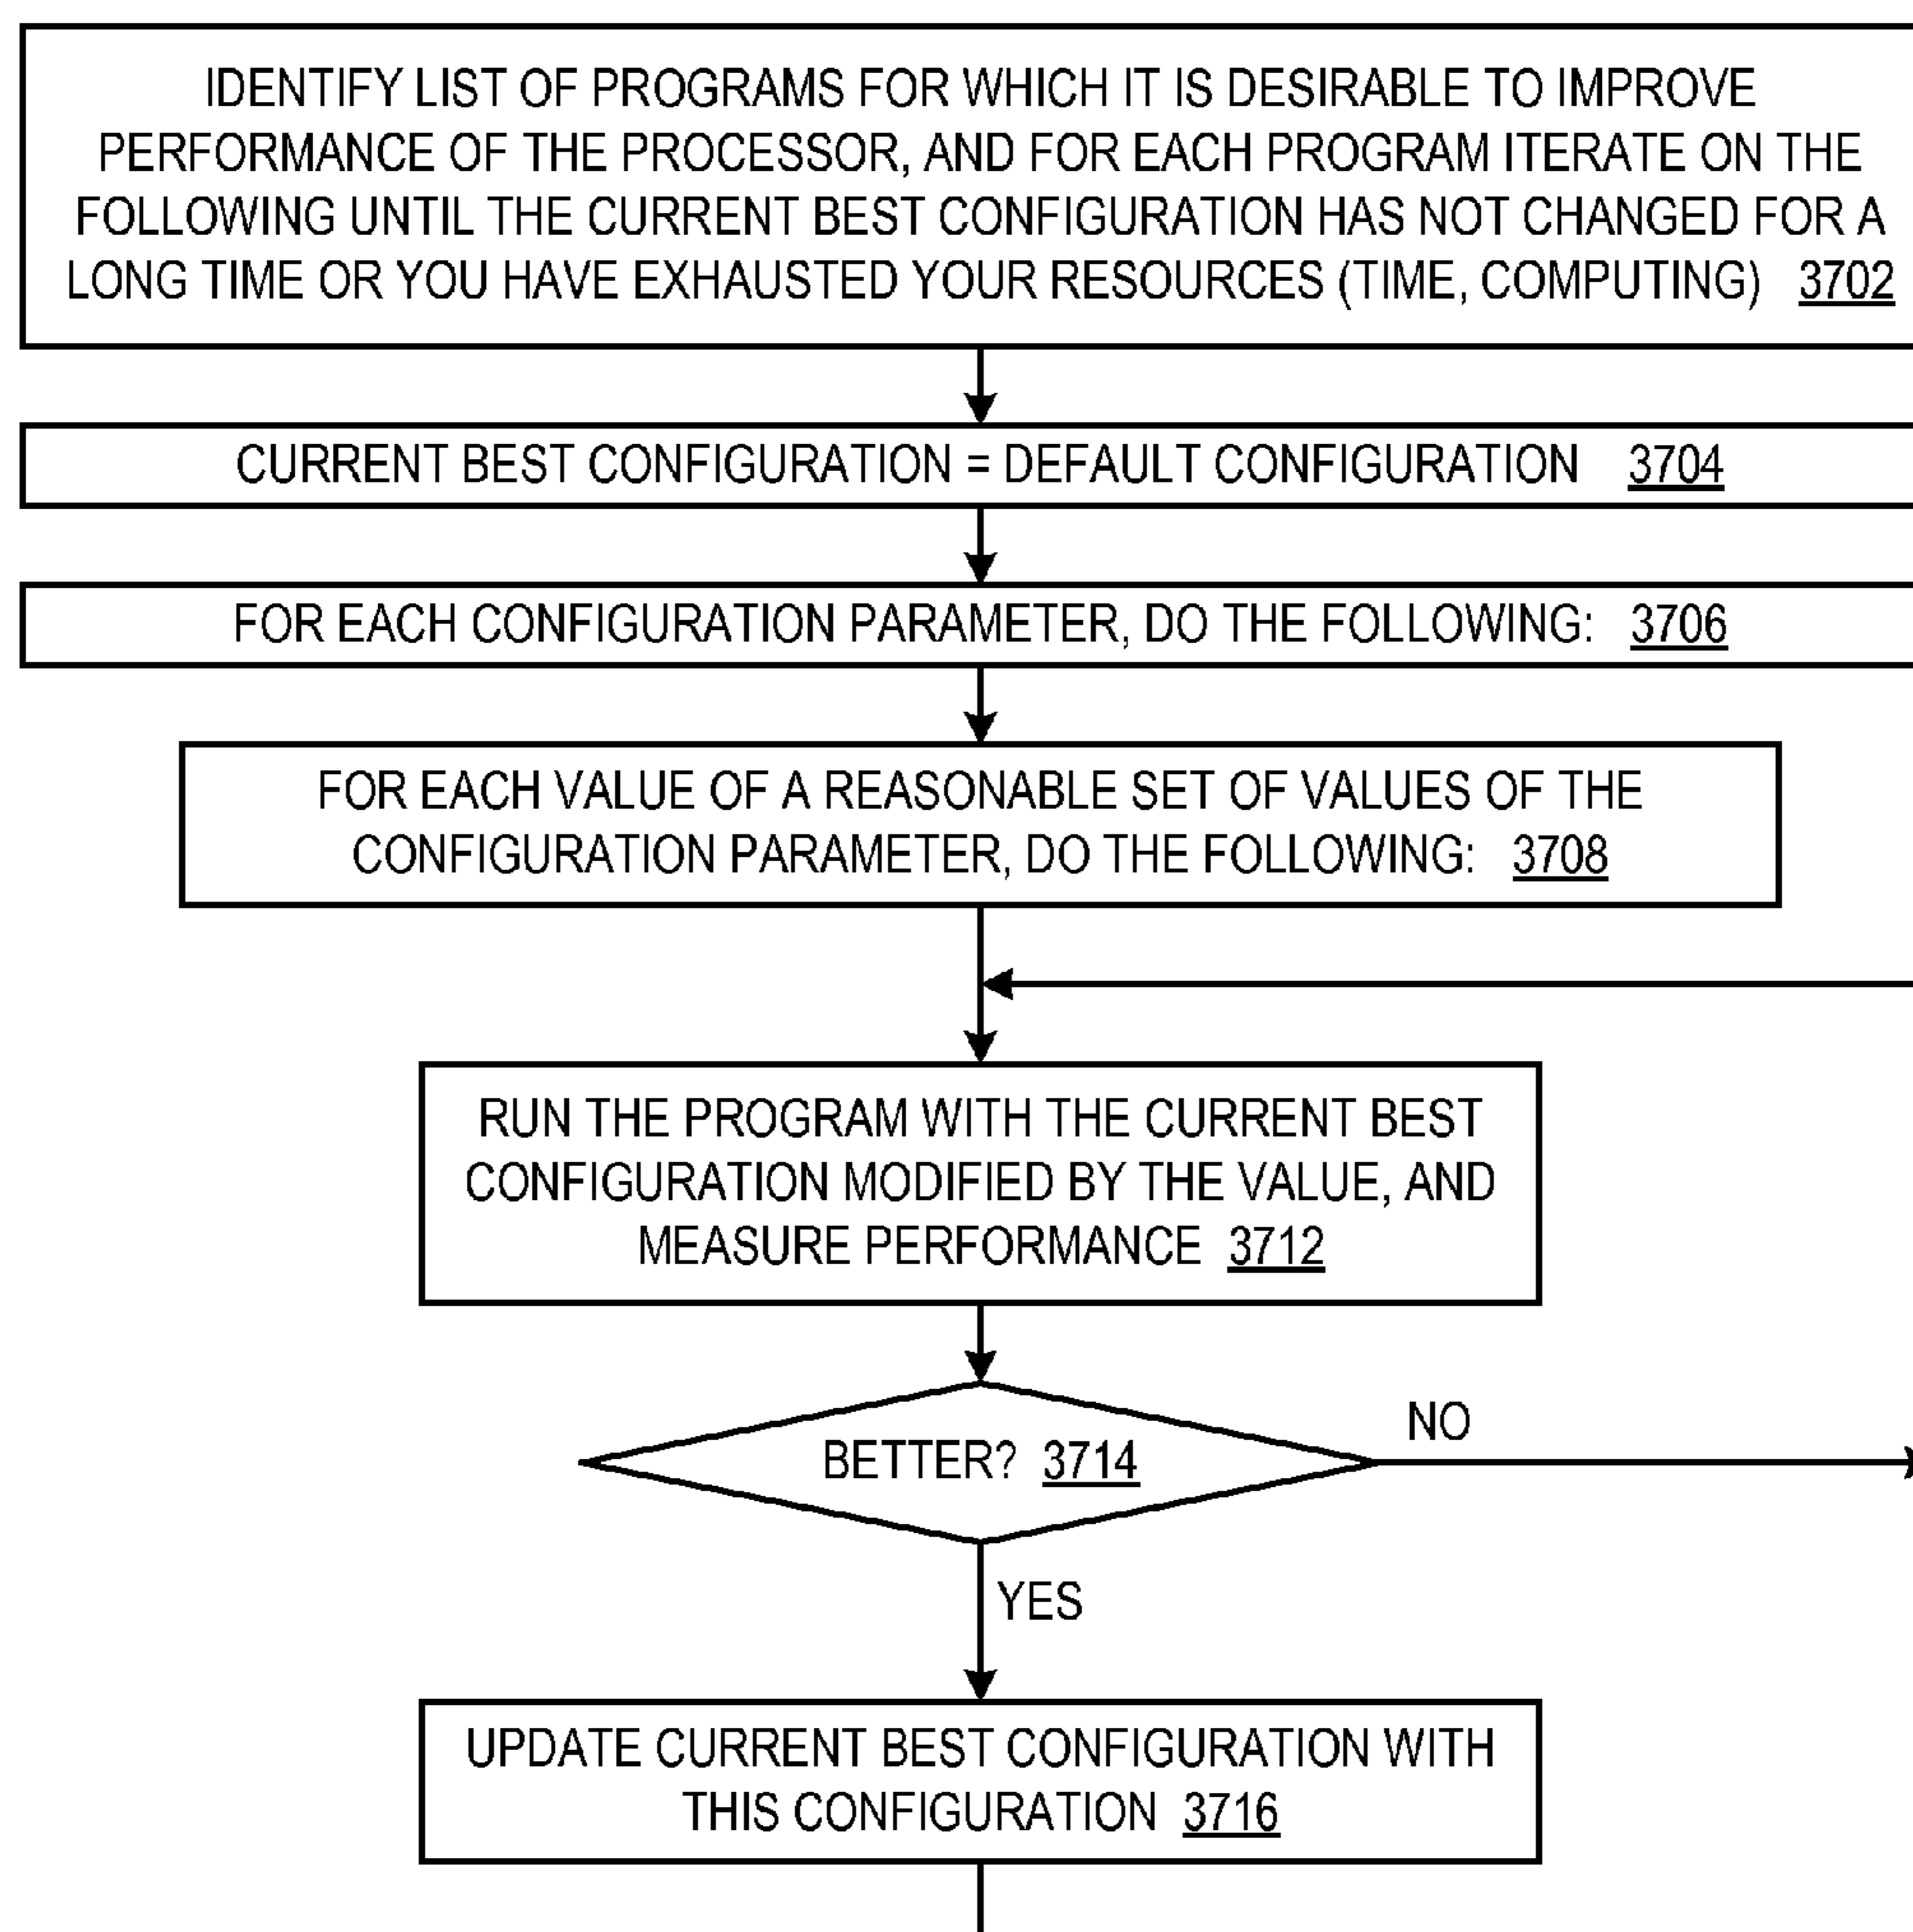 IDENTIFY LIST OF PROGRAMS FOR WHICH IT IS DESIRABLE TO IMPROVE
PERFORMANCE OF THE PROCESSOR, AND FOR EACH PROGRAM ITERATE ON THE
FOLLOWING UNTIL THE CURRENT BEST CONFIGURATION HAS NOT CHANGED FOR A
LONG TIME OR YOU HAVE EXHAUSTED YOUR RESOURCES (TIME, COMPUTING) 3702
CURRENT BEST CONFIGURATION = DEFAULT CONFIGURATION 3704
FOR EACH CONFIGURATION PARAMETER, DO THE FOLLOWING: 3706
FOR EACH VALUE OF A REASONABLE SET OF VALUES OF THE
CONFIGURATION PARAMETER, DO THE FOLLOWING: 3708
RUN THE PROGRAM WITH THE CURRENT BEST
CONFIGURATION MODIFIED BY THE VALUE, AND
MEASURE PERFORMANCE 3712
BETTER? 3714
NO
YES
UPDATE CURRENT BEST CONFIGURATION WITH
THIS CONFIGURATION 3716